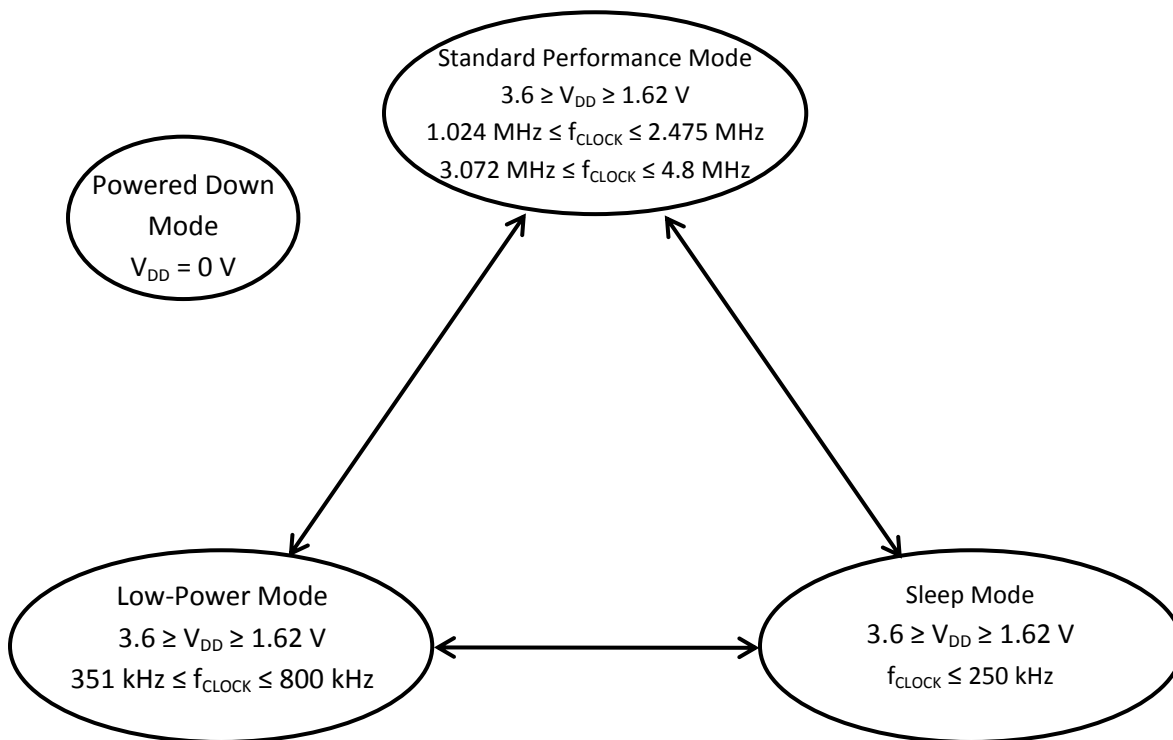 Standard Performance Mode
3.6 ≥ V_DD ≥ 1.62 V
1.024 MHz ≤ f_CLOCK ≤ 2.475 MHz
3.072 MHz ≤ f_CLOCK ≤ 4.8 MHz
Powered Down
Mode
V_DD = 0 V
Low-Power Mode
3.6 ≥ V_DD ≥ 1.62 V
351 kHz ≤ f_CLOCK ≤ 800 kHz
Sleep Mode
3.6 ≥ V_DD ≥ 1.62 V
f_CLOCK ≤ 250 kHz